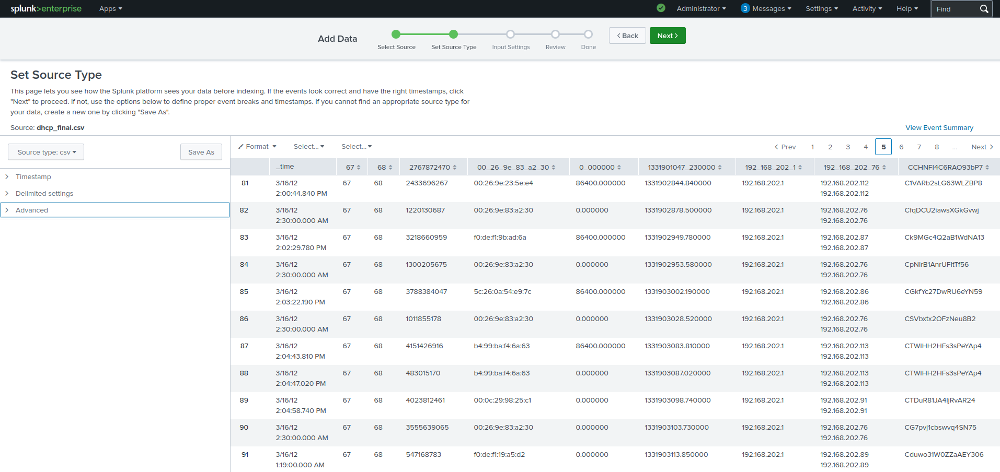 splunk>enterprise Apps Administrator 3 Messages Settings Activity Help Find
Add Data
Select Source Set Source Type Input Settings Review Done
Back Next
Set Source Type
This page lets you see how the Splunk platform sees your data before indexing. If the events look correct and have the right timestamps, click
"Next" to proceed. If not, use the options below to define proper event breaks and timestamps. If you cannot find an appropriate source type for
your data, create a new one by clicking "Save As".
Source: dhcp_final.csv
View Event Summary
Source type: csv Save As
Timestamp
Delimited settings
Advanced
Format Select... Select... Prev 1 2 3 4 5 6 7 8 ... Next
_time 67 68 2767872470 00_26_9e_83_a2_30 0_000000 1331901047_230000 192_168_202_1 192_168_202_76 CCHNFI4C6RAO93bP7
81 3/16/12 67 68 2433696267 00:26:9e:23:5e:e4 86400.000000 1331902844.840000 192.168.202.1 192.168.202.112 C1VARb2sLG63WLZBP8
2:00:44.840 PM 192.168.202.112
82 3/16/12 67 68 1220130687 00:26:9e:83:a2:30 0.000000 1331902878.500000 192.168.202.1 192.168.202.76 CfqDCU2iawsXGkGvwj
2:30:00.000 AM 192.168.202.76
83 3/16/12 67 68 3218660959 f0:de:f1:9b:ad:6a 86400.000000 1331902949.780000 192.168.202.1 192.168.202.87 Ck9MGc4Q2aB1WdNA13
2:02:29.780 PM 192.168.202.87
84 3/16/12 67 68 1300205675 00:26:9e:83:a2:30 0.000000 1331902953.580000 192.168.202.1 192.168.202.76 CpNIrB1AnrUFltTf56
2:30:00.000 AM 192.168.202.76
85 3/16/12 67 68 3788384047 5c:26:0a:54:e9:7c 86400.000000 1331903002.190000 192.168.202.1 192.168.202.86 CGkfYc27DwRU6eYN59
2:03:22.190 PM 192.168.202.86
86 3/16/12 67 68 1011855178 00:26:9e:83:a2:30 0.000000 1331903028.520000 192.168.202.1 192.168.202.76 CSVbxtx2OFzNeu8B2
2:30:00.000 AM 192.168.202.76
87 3/16/12 67 68 4151426916 b4:99:ba:f4:6a:63 86400.000000 1331903083.810000 192.168.202.1 192.168.202.113 CTWIHH2HFs3sPeYAp4
2:04:43.810 PM 192.168.202.113
88 3/16/12 67 68 483015170 b4:99:ba:f4:6a:63 0.000000 1331903087.020000 192.168.202.1 192.168.202.113 CTWIHH2HFs3sPeYAp4
2:04:47.020 PM 192.168.202.113
89 3/16/12 67 68 4023812461 00:0c:29:98:25:c1 0.000000 1331903098.740000 192.168.202.1 192.168.202.91 CTDuR81JA4IjRvAR24
2:04:58.740 PM 192.168.202.91
90 3/16/12 67 68 3555639065 00:26:9e:83:a2:30 0.000000 1331903103.730000 192.168.202.1 192.168.202.76 CG7pvj1cbswvq4SN75
2:30:00.000 AM 192.168.202.76
91 3/16/12 67 68 547168783 f0:de:f1:19:a5:d2 0.000000 1331903113.850000 192.168.202.1 192.168.202.89 Cduwo31W0ZZaAEY306
1:19:00.000 AM 192.168.202.89